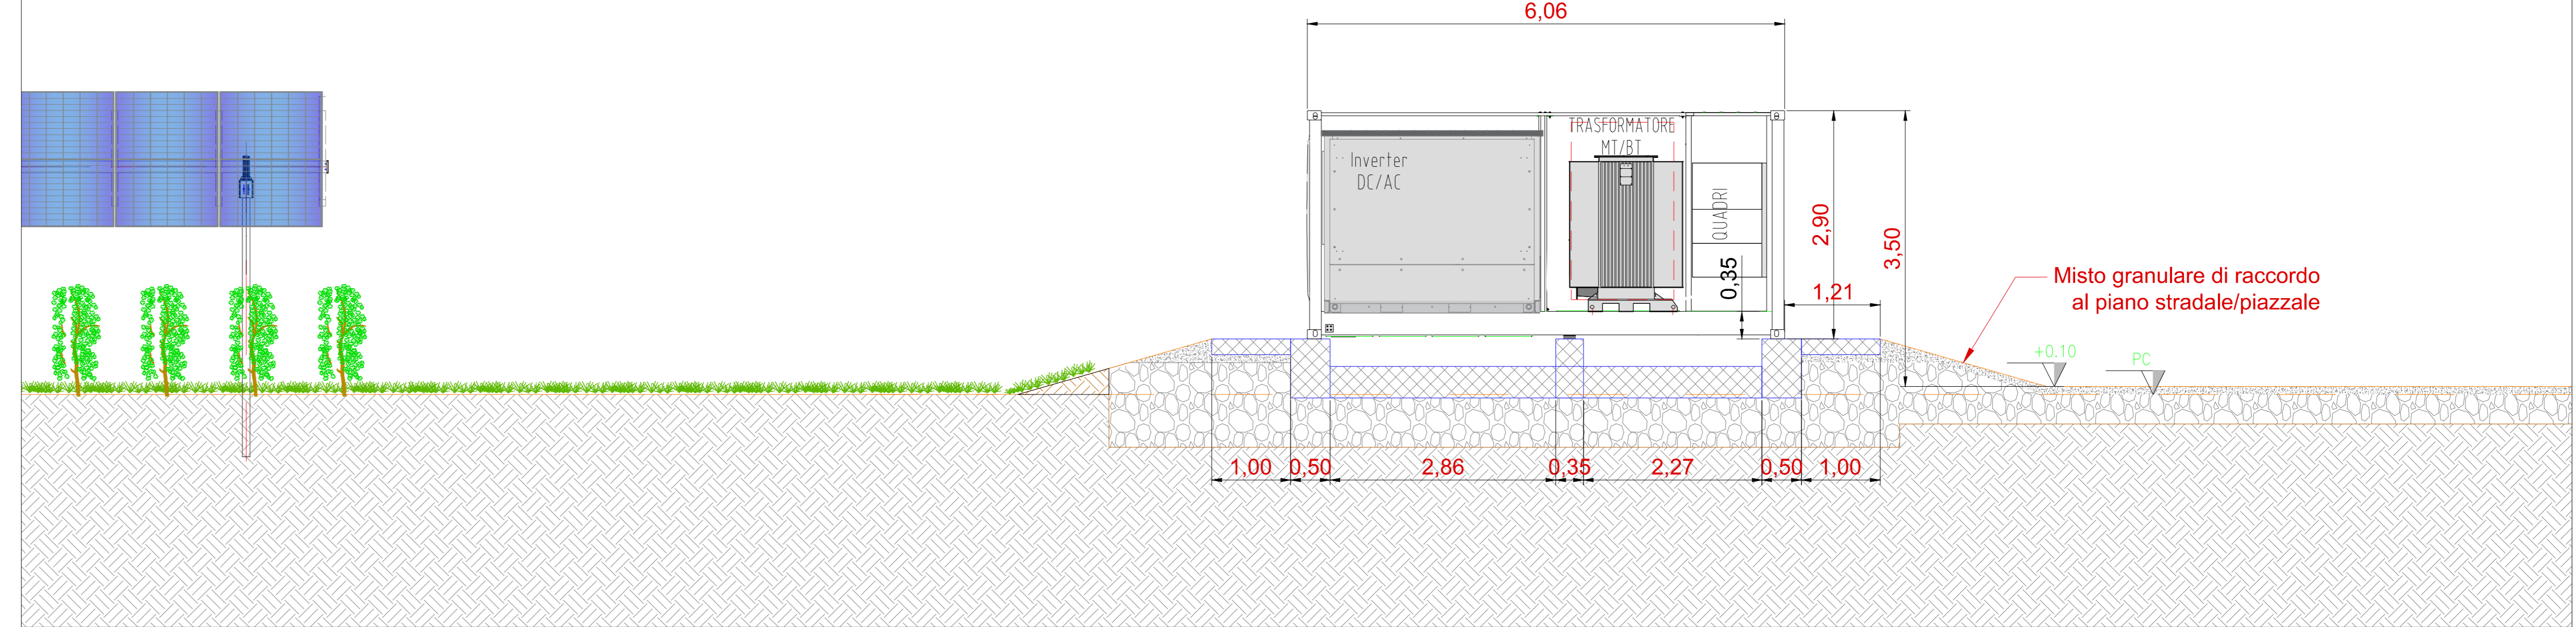 6,06
TRASFORMATORE
MT/BT
Inverter
DC/AC
QUADRI
2,90
3,50
0,35
1,21
Misto granulare di raccordo
al piano stradale/piazzale
+0.10
PC
1,00
0,50
2,86
0,35
2,27
0,50
1,00